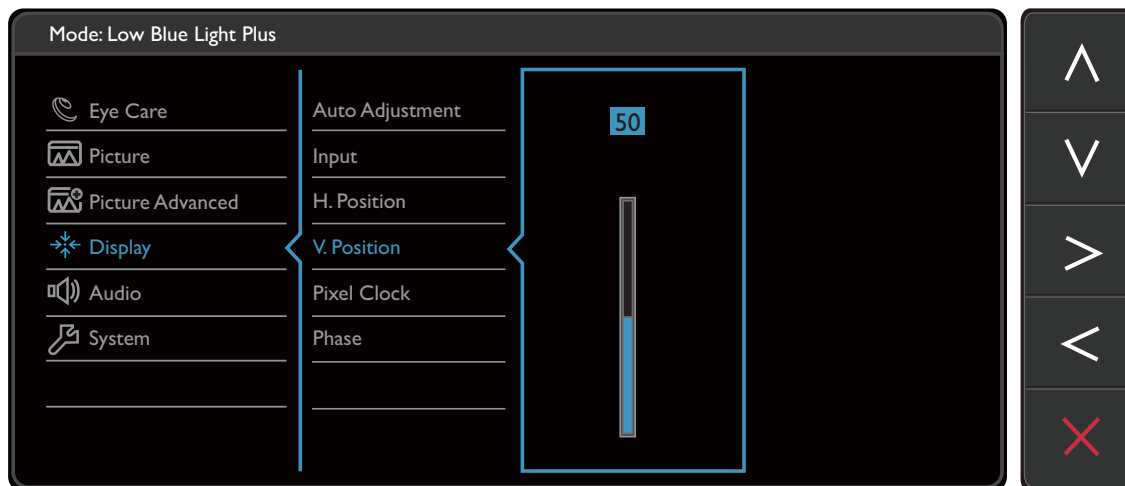 Mode: Low Blue Light Plus
Eye Care
Picture
Picture Advanced
Display
Audio
System
Auto Adjustment
Input
H. Position
V. Position
Pixel Clock
Phase
50